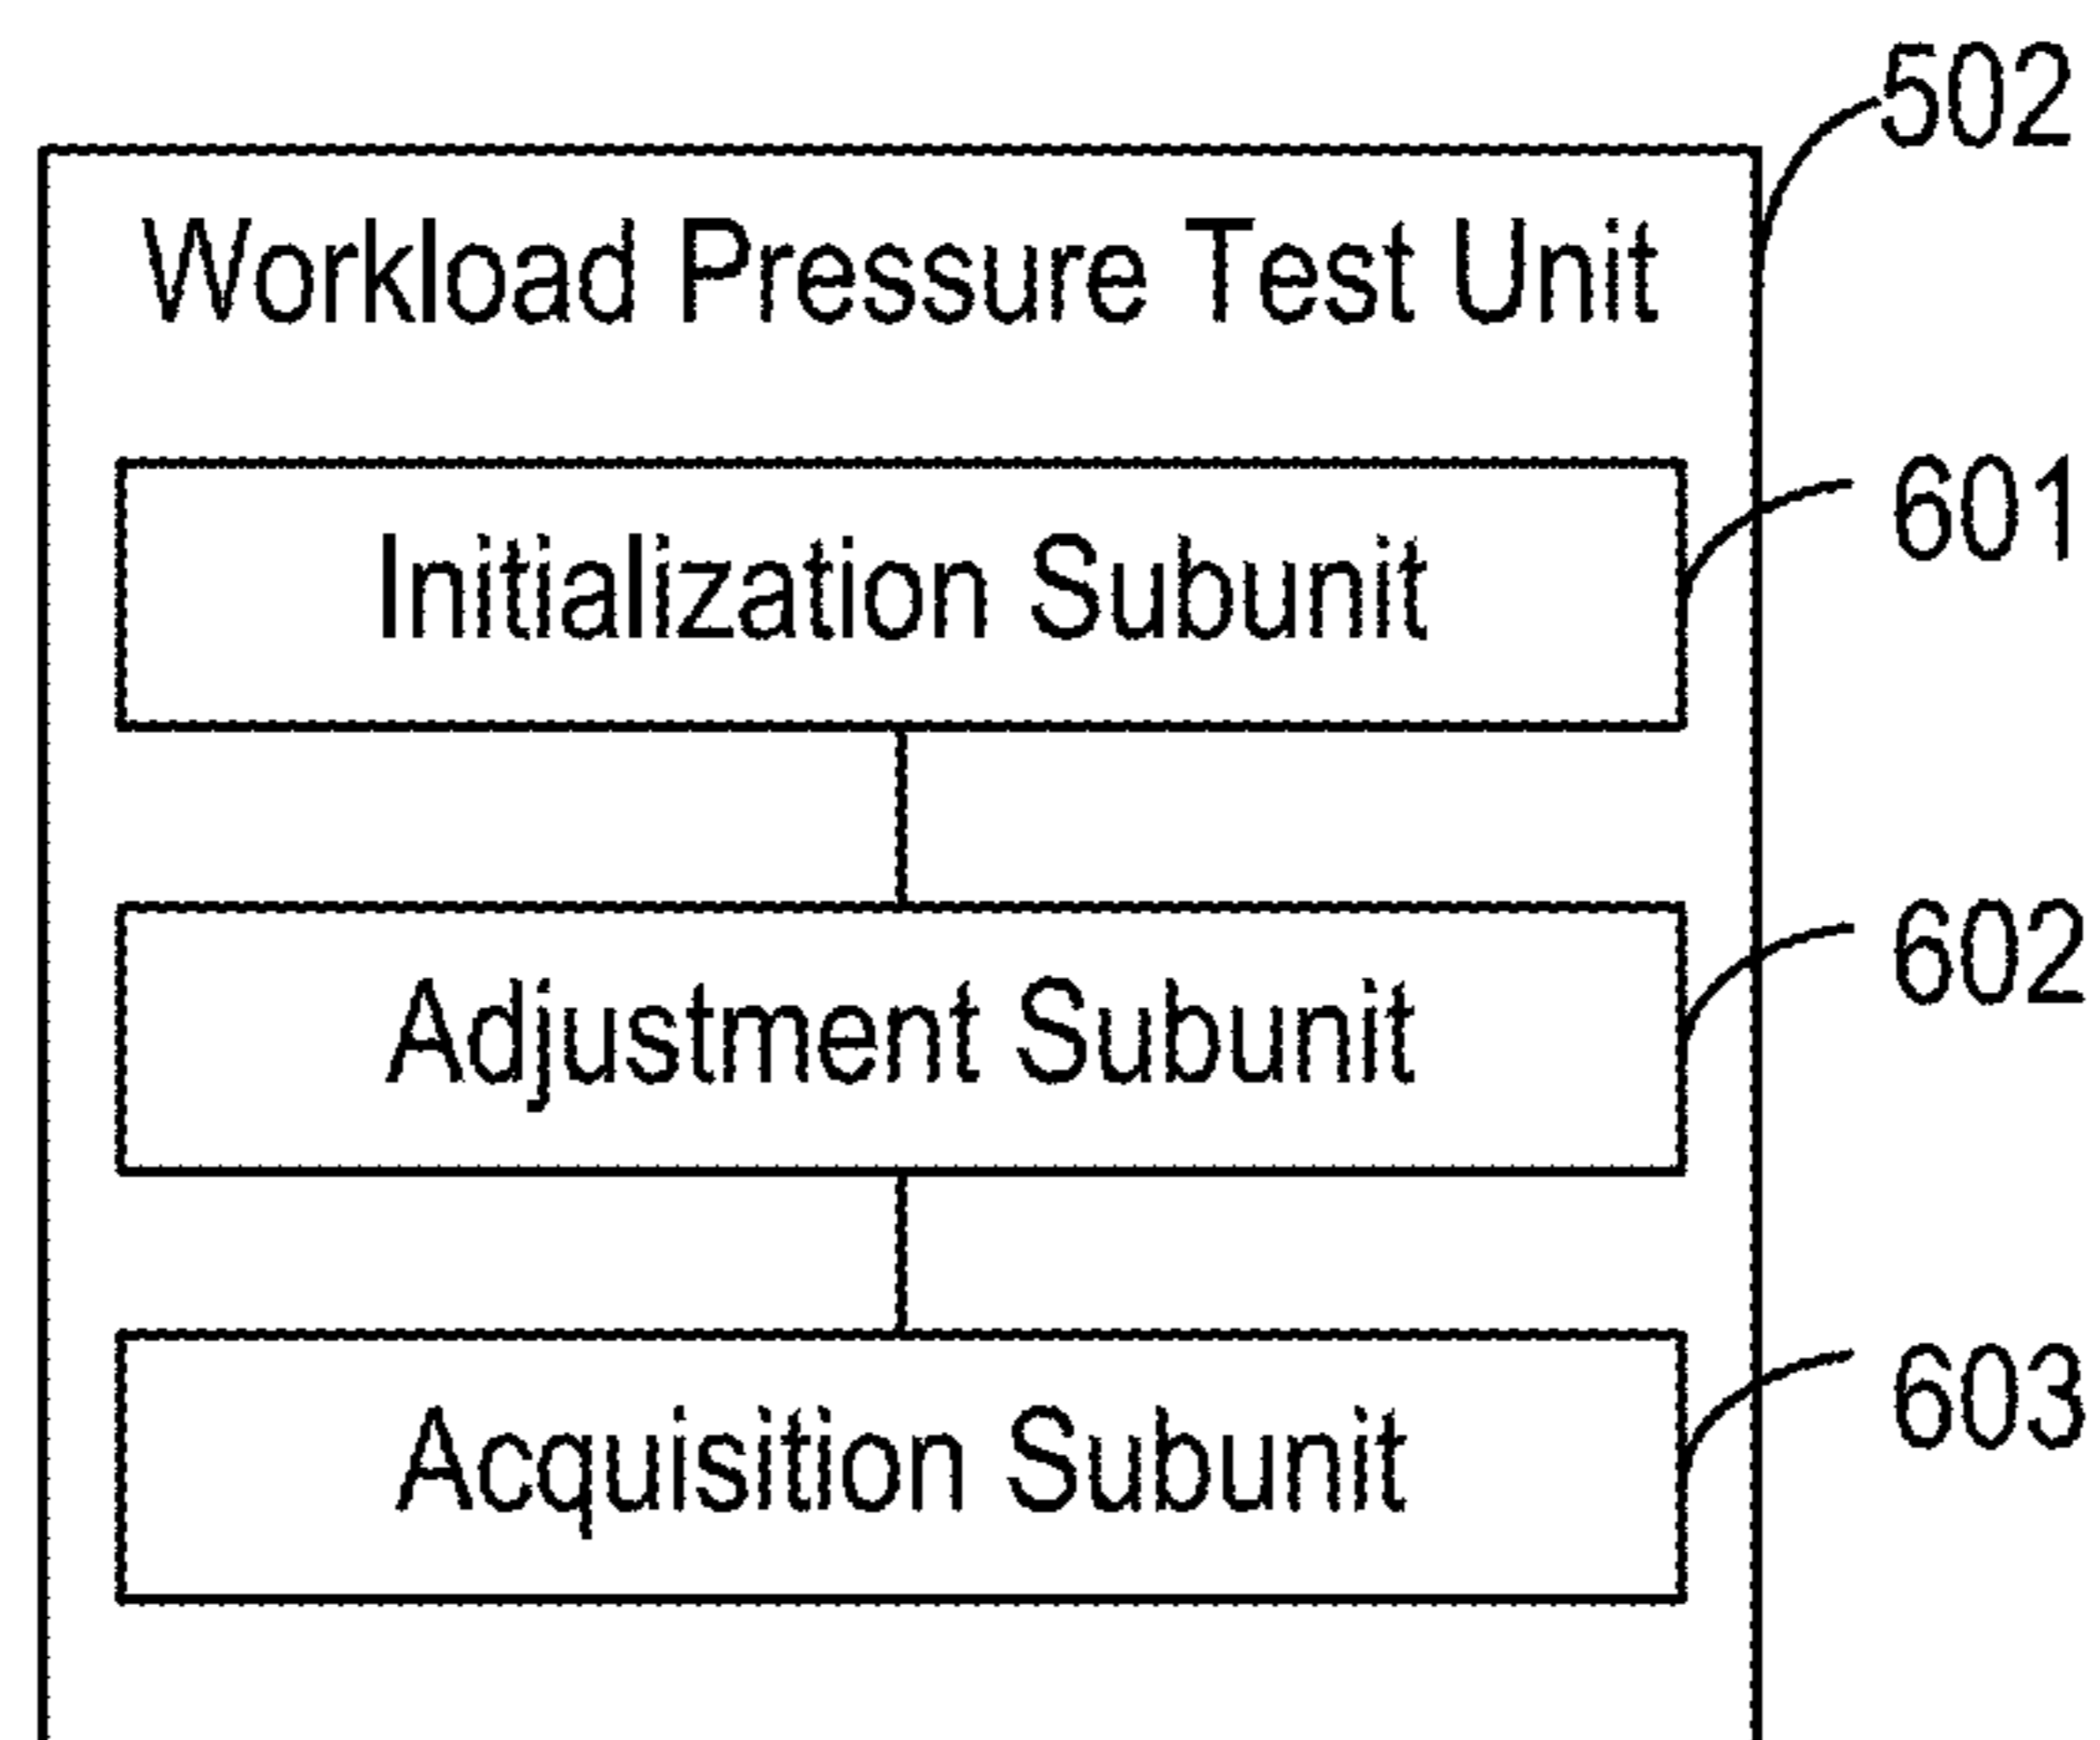 502
Workload Pressure Test Unit
601
Initialization Subunit
602
Adjustment Subunit
603
Acquisition Subunit